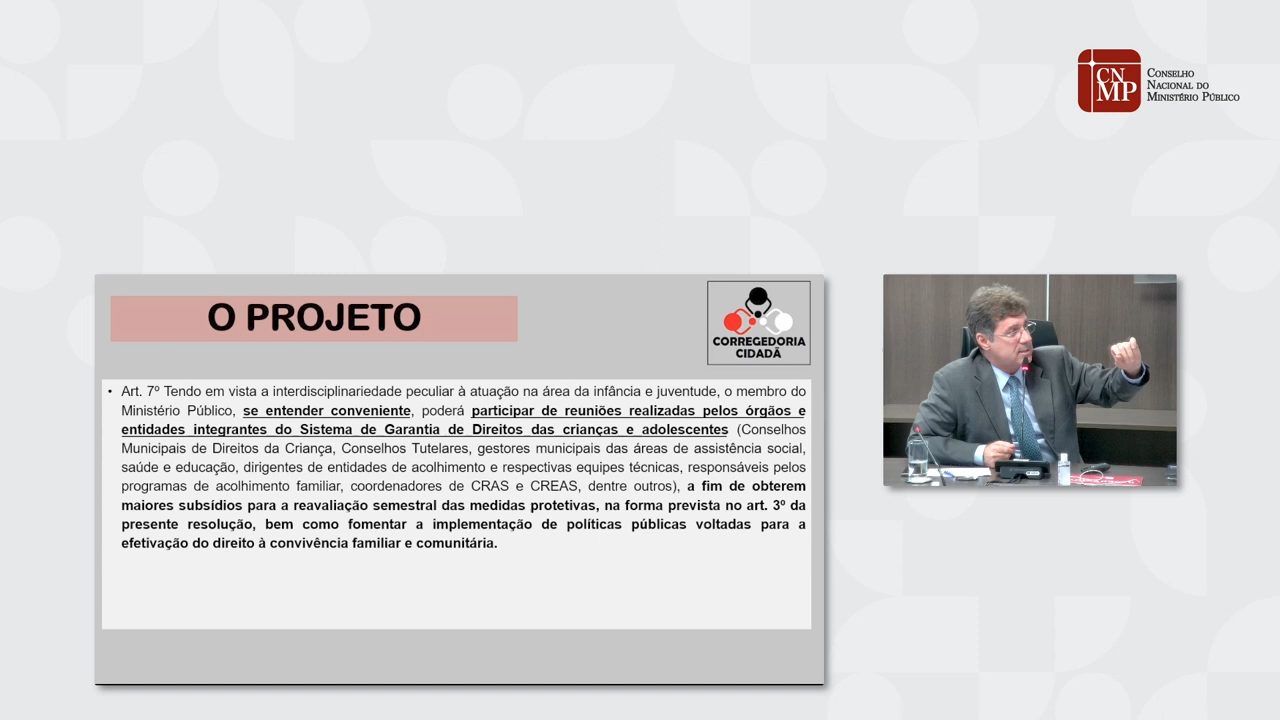 CN
MP
Conselho
Nacional do
Ministério Público
O PROJETO
CORREGEDORIA
CIDADÃ
• Art. 7º Tendo em vista a interdisciplinariedade peculiar à atuação na área da infância e juventude, o membro do
Ministério Público, se entender conveniente, poderá participar de reuniões realizadas pelos órgãos e
entidades integrantes do Sistema de Garantia de Direitos das crianças e adolescentes (Conselhos
Municipais de Direitos da Criança, Conselhos Tutelares, gestores municipais das áreas de assistência social,
saúde e educação, dirigentes de entidades de acolhimento e respectivas equipes técnicas, responsáveis pelos
programas de acolhimento familiar, coordenadores de CRAS e CREAS, dentre outros), a fim de obterem
maiores subsídios para a reavaliação semestral das medidas protetivas, na forma prevista no art. 3º da
presente resolução, bem como fomentar a implementação de políticas públicas voltadas para a
efetivação do direito à convivência familiar e comunitária.